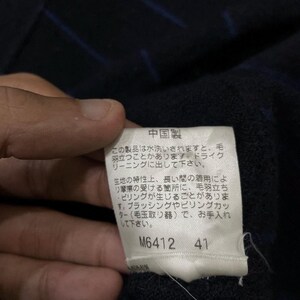 中国製
この製品は水洗いされますと、毛
羽立つことがあります。ドライク
リーニングに出して下さい。
生地の特性上、長い間の着用によ
り摩擦の受ける箇所に、毛羽立ち
ピリングが生じることがあり
ます。ブラッシングやピリングカッ
ター(毛玉取り器)で、お手入れ
して下さい。
M6412 41